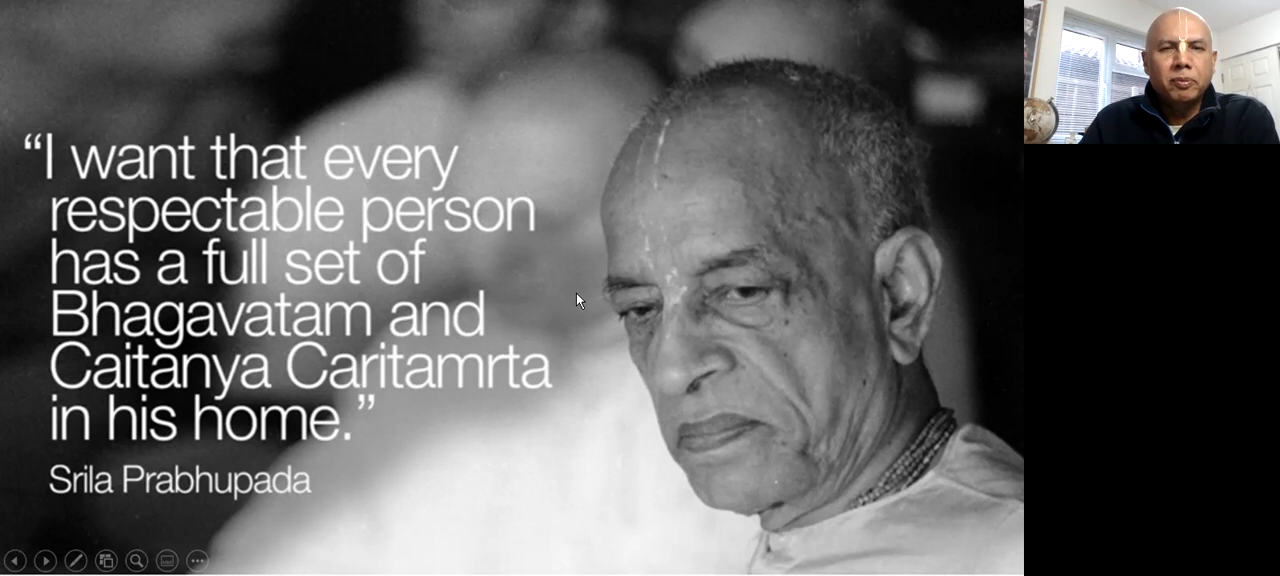 “I want that every
respectable person
has a full set of
Bhagavatam and
Caitanya Caritamrta
in his home.”
Srila Prabhupada